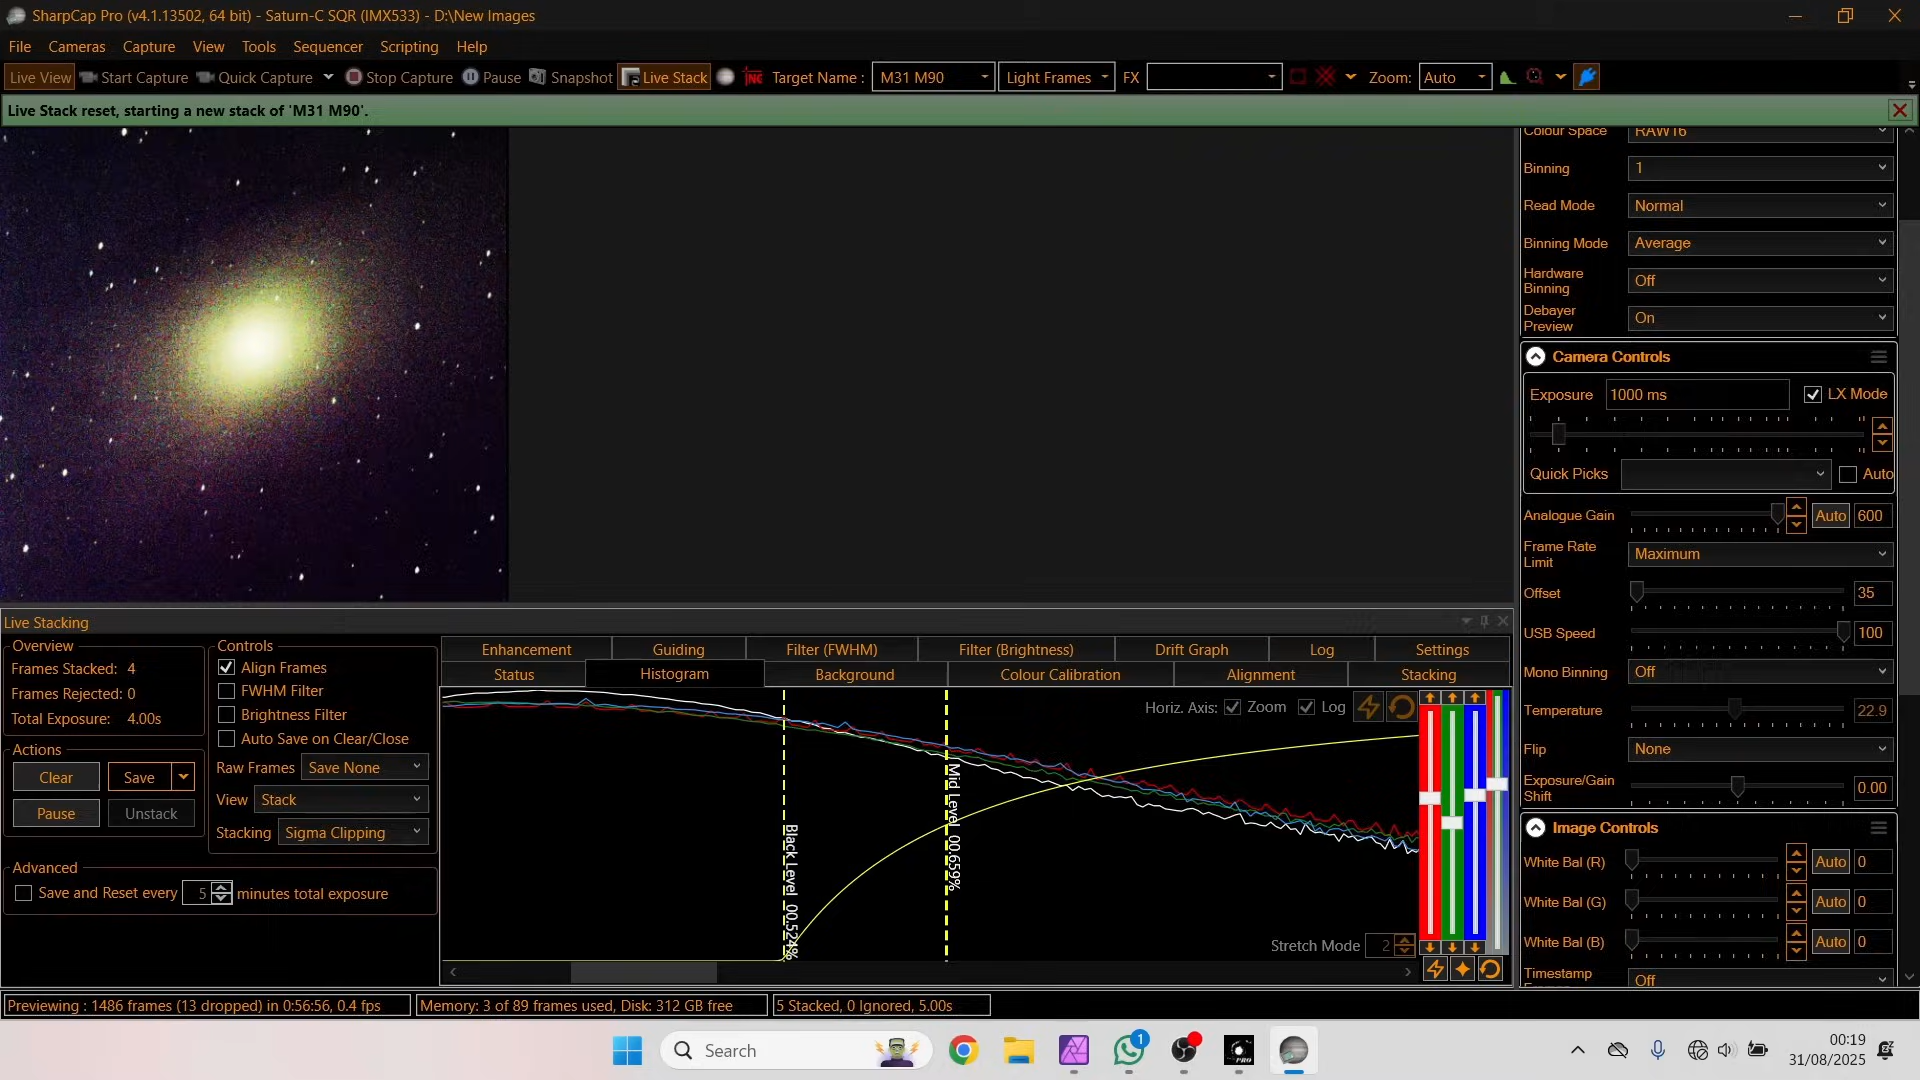 SharpCap Pro (v4.1.13502, 64 bit) - Saturn-C SQR (IMX533) - D:\New Images
File Cameras Capture View Tools Sequencer Scripting Help
Live View Start Capture Quick Capture Stop Capture Pause Snapshot Live Stack Target Name : M31 M90 Light Frames FX Zoom: Auto
Live Stack reset, starting a new stack of 'M31 M90'.
Colour Space RAW16
Binning 1
Read Mode Normal
Binning Mode Average
Hardware Binning Off
Debayer Preview On
Camera Controls
Exposure 1000 ms LX Mode
Quick Picks Auto
Analogue Gain Auto 600
Frame Rate Limit Maximum
Offset 35
USB Speed 100
Mono Binning Off
Temperature 22.9
Flip None
Exposure/Gain Shift 0.00
Image Controls
White Bal (R) Auto 0
White Bal (G) Auto 0
White Bal (B) Auto 0
Timestamp Off
Live Stacking
Overview
Frames Stacked: 4
Frames Rejected: 0
Total Exposure: 4.00s
Actions
Clear Save
Pause Unstack
Controls
Align Frames
FWHM Filter
Brightness Filter
Auto Save on Clear/Close
Raw Frames Save None
View Stack
Stacking Sigma Clipping
Advanced
Save and Reset every 5 minutes total exposure
Enhancement Guiding Filter (FWHM) Filter (Brightness) Drift Graph Log Settings
Status Histogram Background Colour Calibration Alignment Stacking
Horiz. Axis: Zoom Log
Black Level 00.524%
Mid Level 00.659%
Stretch Mode 2
Previewing : 1486 frames (13 dropped) in 0:56:56, 0.4 fps
Memory: 3 of 89 frames used, Disk: 312 GB free
5 Stacked, 0 Ignored, 5.00s
Search
1
PRO
00:19
31/08/2025